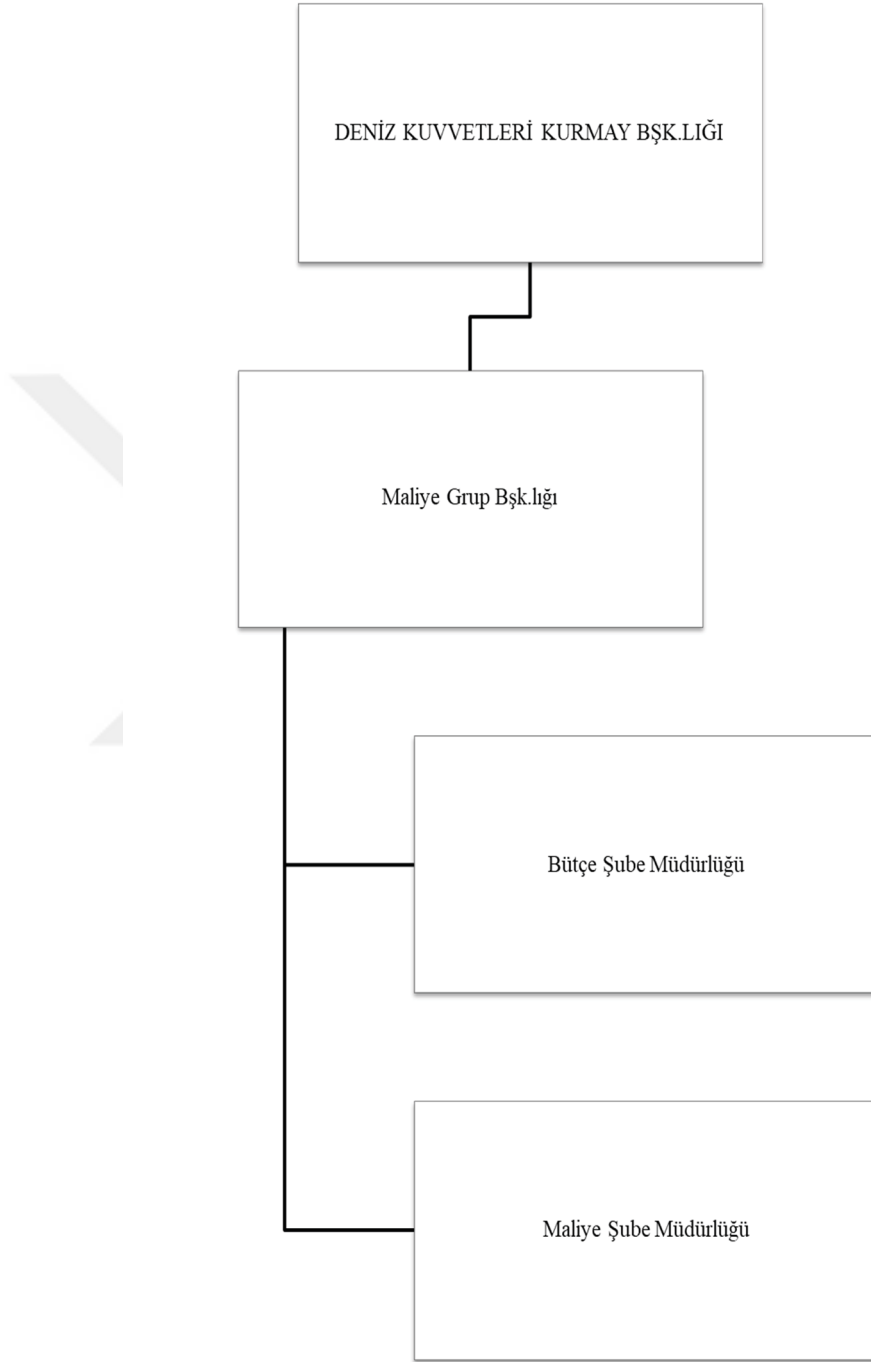 DENİZ KUVVETLERİ KURMAY BŞK.LIĞI
Maliye Grup Bşk.lığı
Bütçe Şube Müdürlüğü
Maliye Şube Müdürlüğü